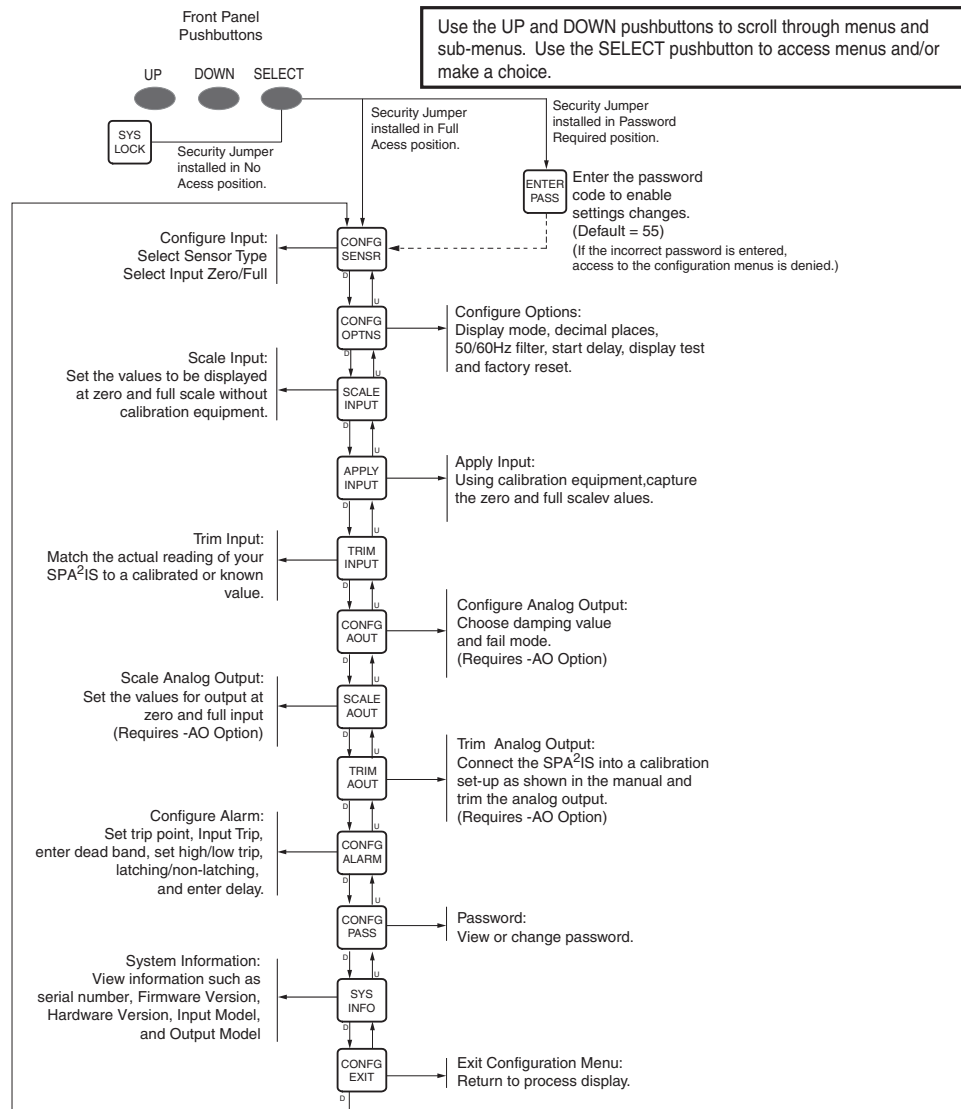 Front Panel
Pushbuttons
Use the UP and DOWN pushbuttons to scroll through menus and
sub-menus. Use the SELECT pushbutton to access menus and/or
make a choice.
UP
DOWN
SELECT
SYS
LOCK
Security Jumper
installed in No
Acess position.
Security Jumper
installed in Full
Acess position.
Security Jumper
installed in Password
Required position.
ENTER
PASS
Enter the password
code to enable
settings changes.
(Default = 55)
(If the incorrect password is entered,
access to the configuration menus is denied.)
Configure Input:
Select Sensor Type
Select Input Zero/Full
CONFG
SENSR
D
U
CONFG
OPTNS
Configure Options:
Display mode, decimal places,
50/60Hz filter, start delay, display test
and factory reset.
D
U
Scale Input:
Set the values to be displayed
at zero and full scale without
calibration equipment.
SCALE
INPUT
D
U
APPLY
INPUT
Apply Input:
Using calibration equipment,capture
the zero and full scalev alues.
D
U
Trim Input:
Match the actual reading of your
SPA²IS to a calibrated or known
value.
TRIM
INPUT
D
U
CONFG
AOUT
Configure Analog Output:
Choose damping value
and fail mode.
(Requires -AO Option)
D
U
Scale Analog Output:
Set the values for output at
zero and full input
(Requires -AO Option)
SCALE
AOUT
D
U
TRIM
AOUT
Trim Analog Output:
Connect the SPA²IS into a calibration
set-up as shown in the manual and
trim the analog output.
(Requires -AO Option)
D
U
Configure Alarm:
Set trip point, Input Trip,
enter dead band, set high/low trip,
latching/non-latching,
and enter delay.
CONFG
ALARM
D
U
CONFG
PASS
Password:
View or change password.
D
U
System Information:
View information such as
serial number, Firmware Version,
Hardware Version, Input Model,
and Output Model
SYS
INFO
D
CONFG
EXIT
Exit Configuration Menu:
Return to process display.
D